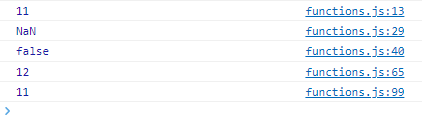 11 functions.js:13
NaN functions.js:29
false functions.js:40
12 functions.js:65
11 functions.js:99
>